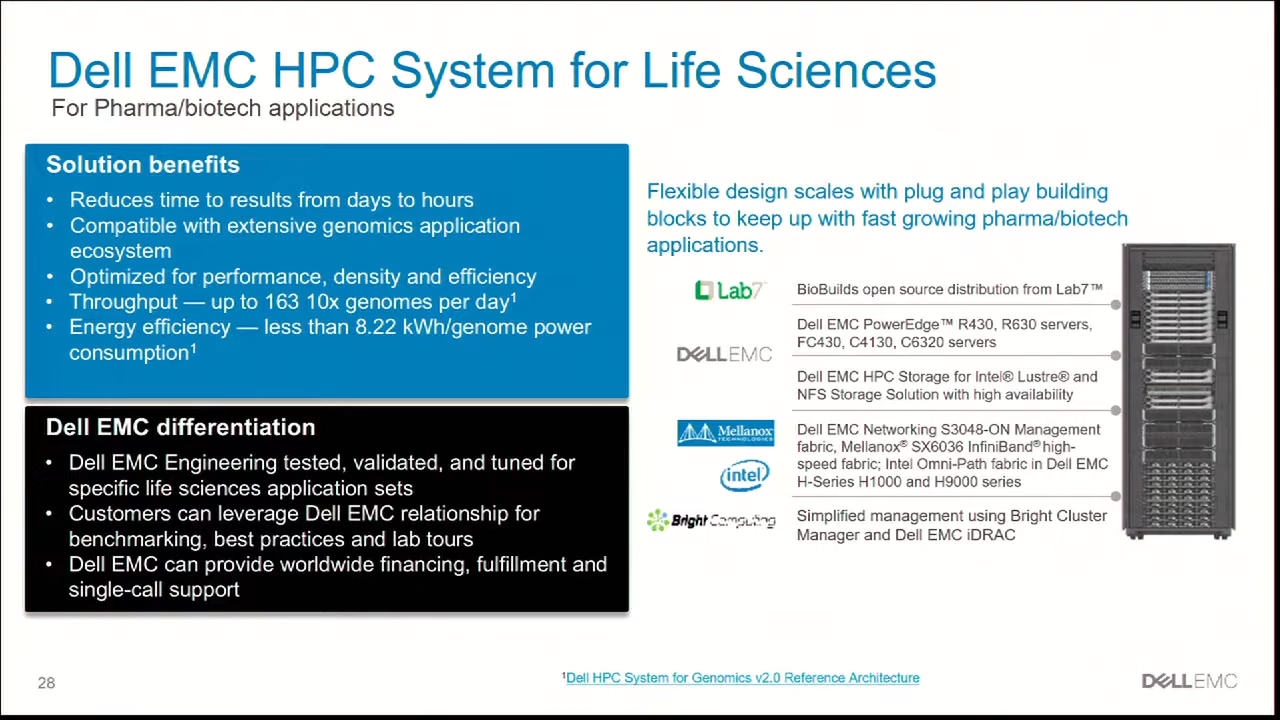 Dell EMC HPC System for Life Sciences
For Pharma/biotech applications
Solution benefits
• Reduces time to results from days to hours
• Compatible with extensive genomics application
ecosystem
• Optimized for performance, density and efficiency
• Throughput — up to 163 10x genomes per day¹
• Energy efficiency — less than 8.22 kWh/genome power
consumption¹
Dell EMC differentiation
• Dell EMC Engineering tested, validated, and tuned for
specific life sciences application sets
• Customers can leverage Dell EMC relationship for
benchmarking, best practices and lab tours
• Dell EMC can provide worldwide financing, fulfillment and
single-call support
Flexible design scales with plug and play building
blocks to keep up with fast growing pharma/biotech
applications.
Lab7
BioBuilds open source distribution from Lab7™
DELL EMC
Dell EMC PowerEdge™ R430, R630 servers,
FC430, C4130, C6320 servers
Dell EMC HPC Storage for Intel® Lustre® and
NFS Storage Solution with high availability
Mellanox
TECHNOLOGIES
intel
Dell EMC Networking S3048-ON Management
fabric, Mellanox® SX6036 InfiniBand® high-
speed fabric; Intel Omni-Path fabric in Dell EMC
H-Series H1000 and H9000 series
Bright Computing
Simplified management using Bright Cluster
Manager and Dell EMC iDRAC
28
¹Dell HPC System for Genomics v2.0 Reference Architecture
DELL EMC